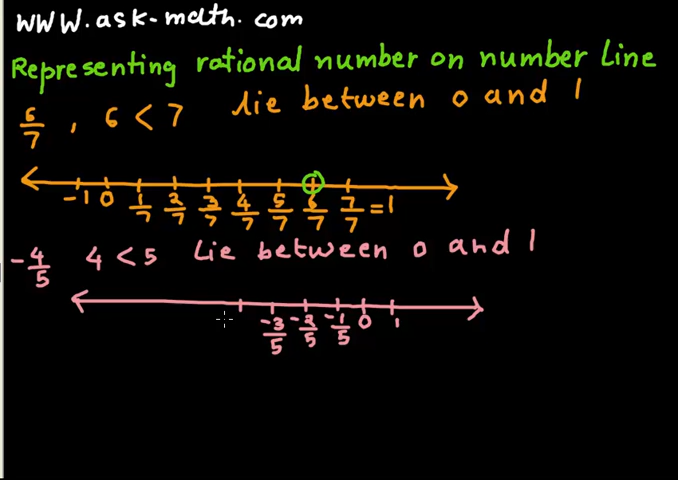 WWW.ask-math.com
Representing rational number on number Line
6/7 , 6 < 7 lie between 0 and 1
-1 0 1/7 2/7 3/7 4/7 5/7 6/7 7/7 = 1
-4/5 4 < 5 Lie between 0 and 1
-3/5 -2/5 -1/5 0 1